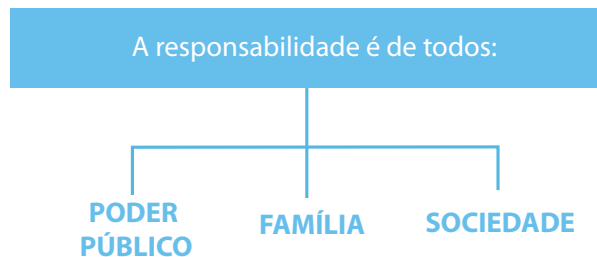 A responsabilidade é de todos:
PODER
PÚBLICO
FAMÍLIA
SOCIEDADE